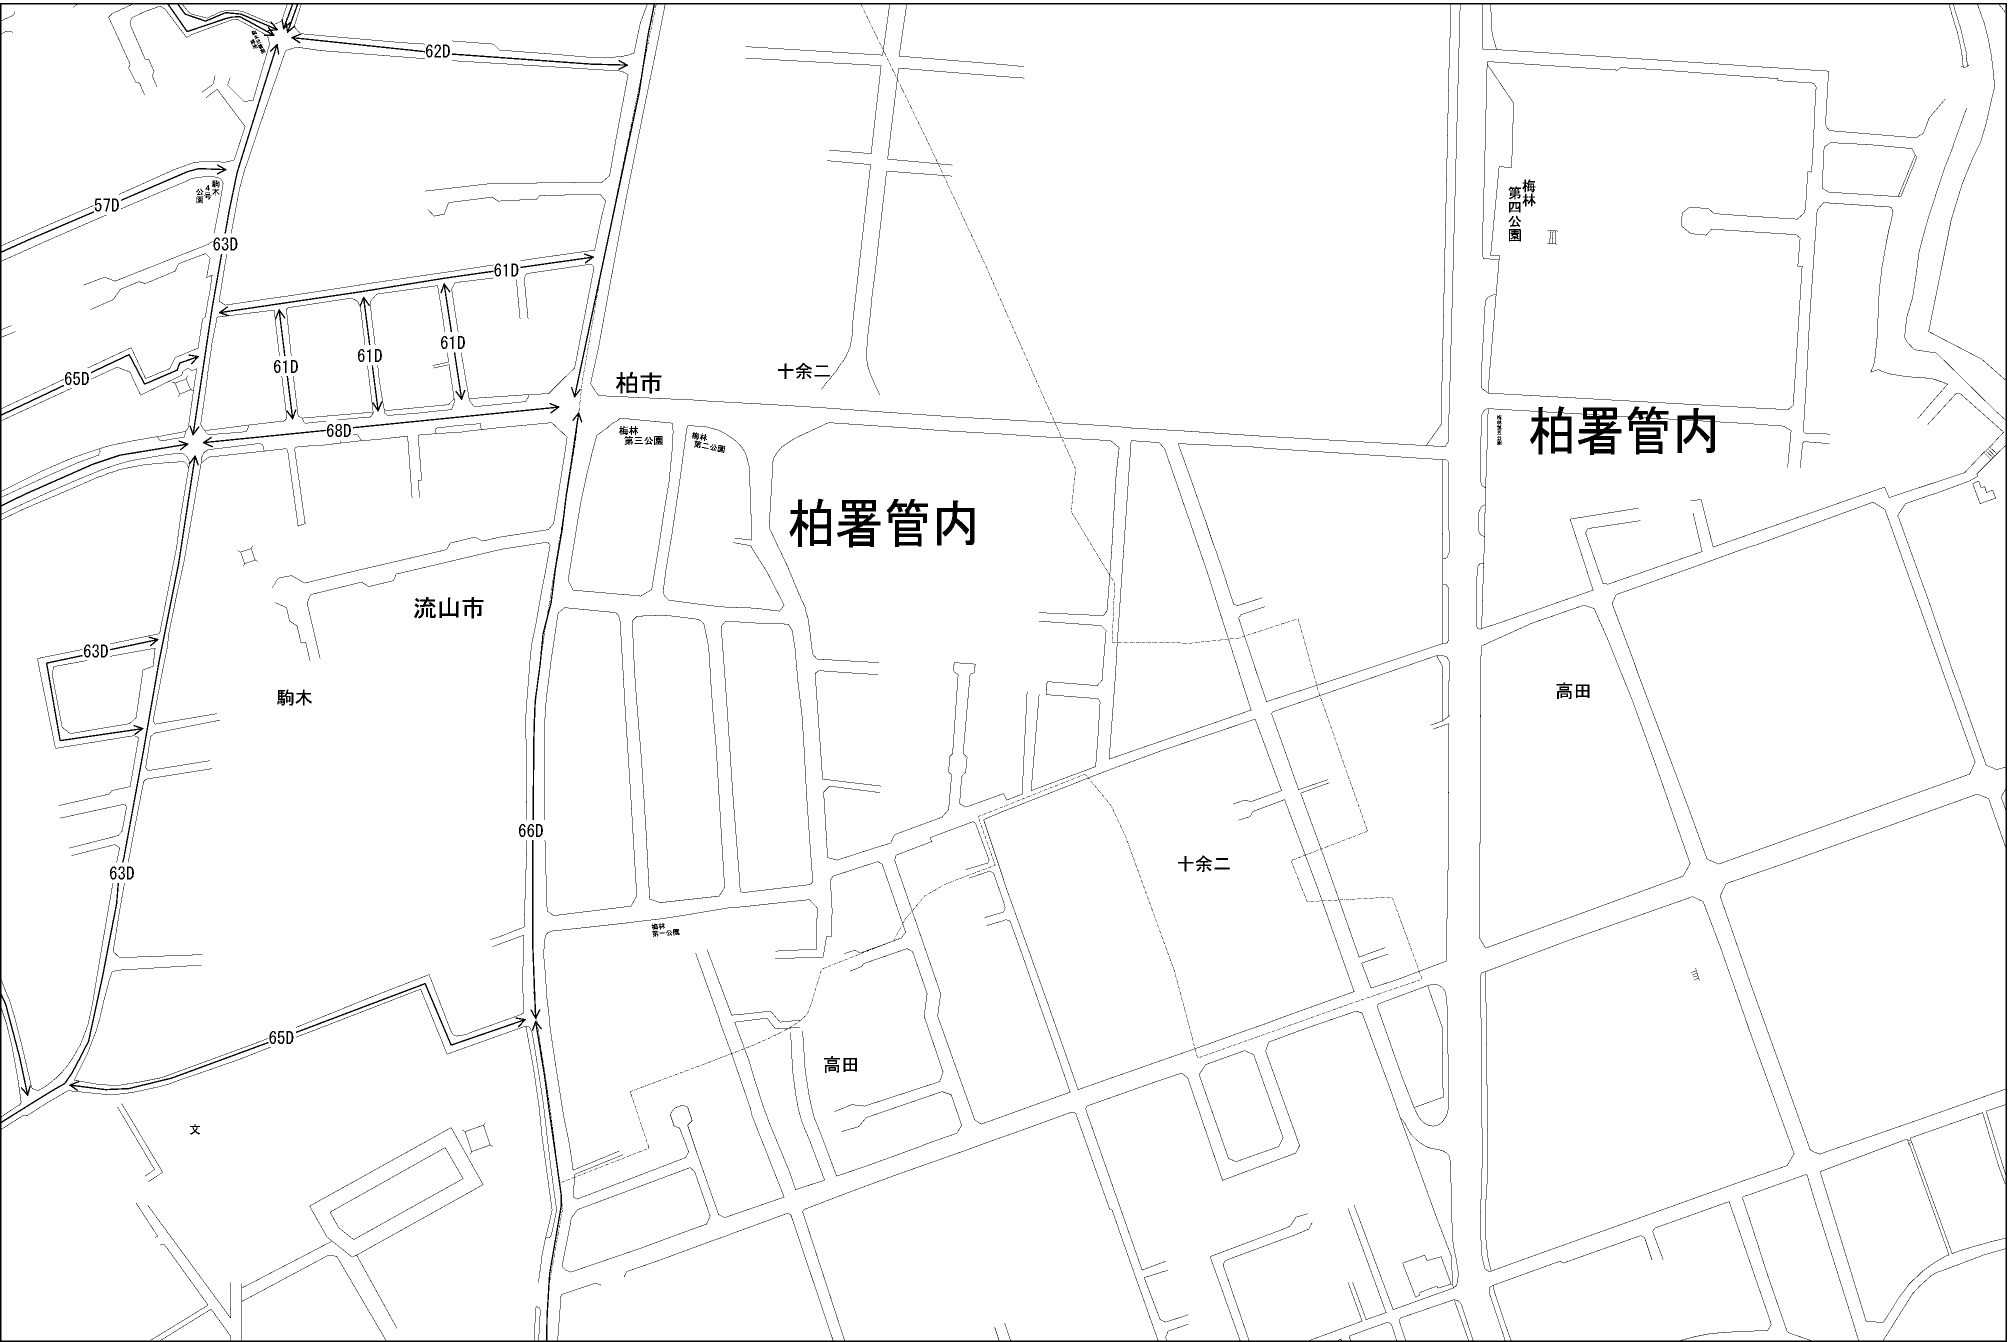 62D
57D
駒木
4号
公園
63D
梅林
第四公園
61D
61D
61D
61D
65D
柏市
十余二
68D
梅林
第三公園
梅林
第二公園
柏署管内
柏署管内
流山市
63D
駒木
高田
66D
63D
十余二
梅林
第一公園
65D
高田
文